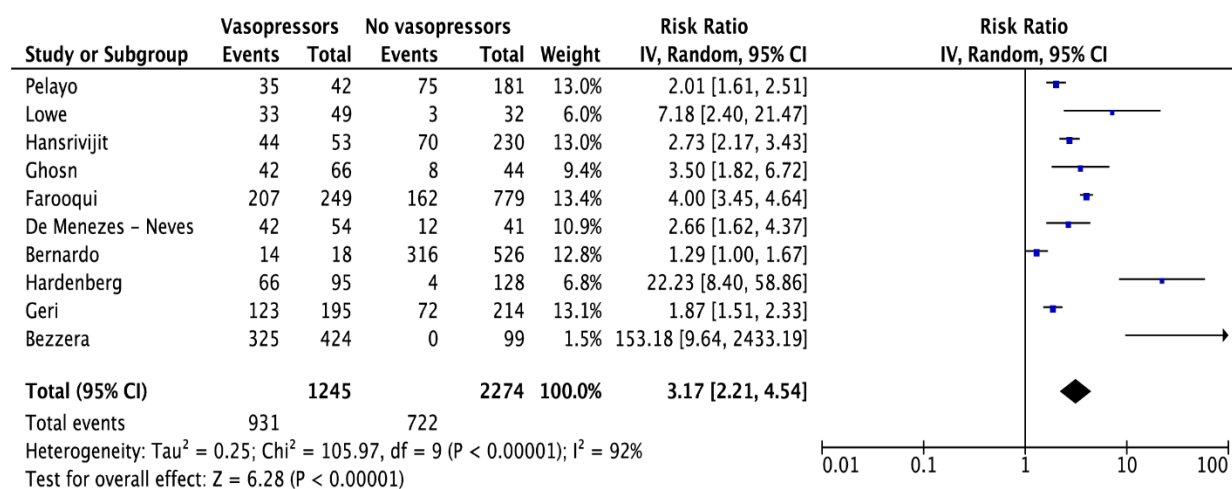 Vasopressors No vasopressors Risk Ratio Risk Ratio
Study or Subgroup Events Total Events Total Weight IV, Random, 95% CI IV, Random, 95% CI
Pelayo 35 42 75 181 13.0% 2.01 [1.61, 2.51]
Lowe 33 49 3 32 6.0% 7.18 [2.40, 21.47]
Hansrivijit 44 53 70 230 13.0% 2.73 [2.17, 3.43]
Ghosn 42 66 8 44 9.4% 3.50 [1.82, 6.72]
Farooqui 207 249 162 779 13.4% 4.00 [3.45, 4.64]
De Menezes – Neves 42 54 12 41 10.9% 2.66 [1.62, 4.37]
Bernardo 14 18 316 526 12.8% 1.29 [1.00, 1.67]
Hardenberg 66 95 4 128 6.8% 22.23 [8.40, 58.86]
Geri 123 195 72 214 13.1% 1.87 [1.51, 2.33]
Bezzera 325 424 0 99 1.5% 153.18 [9.64, 2433.19]
Total (95% CI) 1245 2274 100.0% 3.17 [2.21, 4.54]
Total events 931 722
Heterogeneity: Tau² = 0.25; Chi² = 105.97, df = 9 (P < 0.00001); I² = 92%
Test for overall effect: Z = 6.28 (P < 0.00001)
0.01 0.1 1 10 100